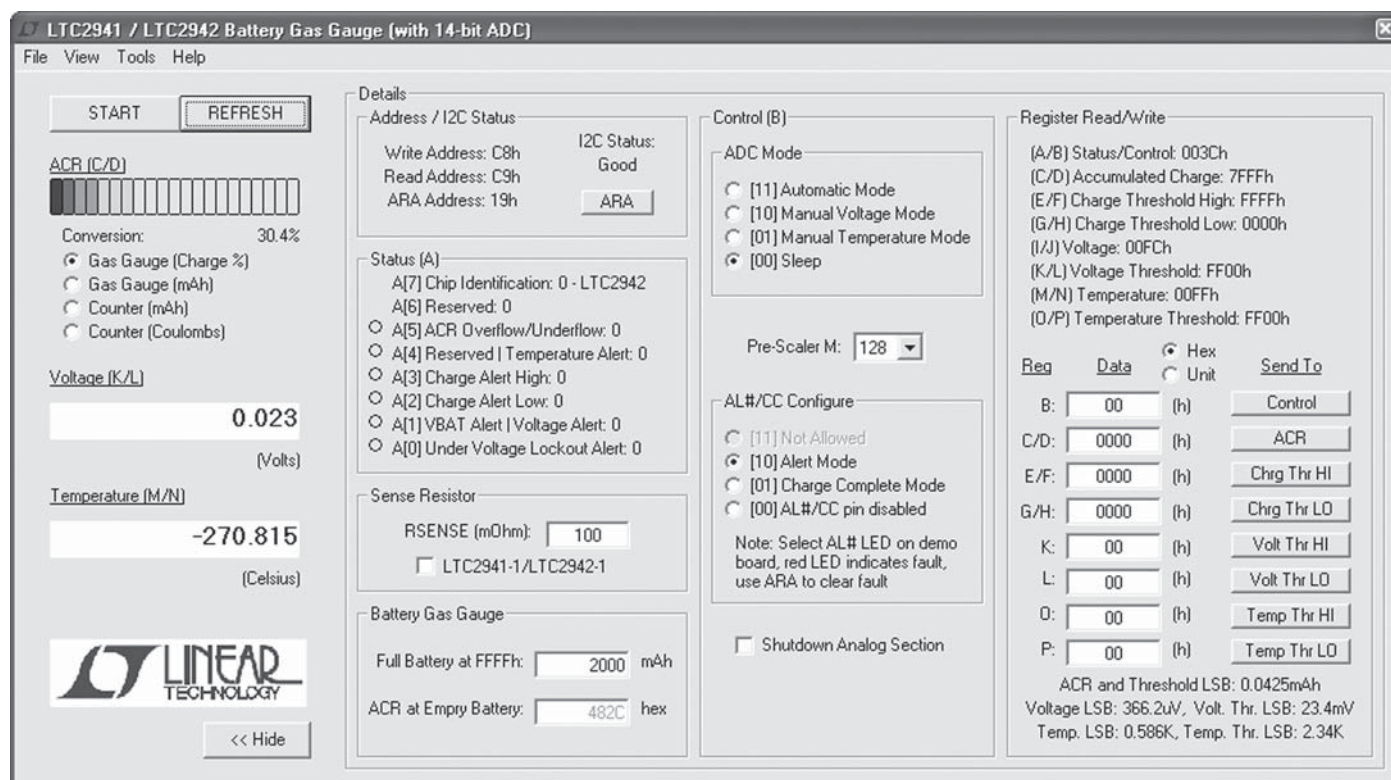 LTC2941 / LTC2942 Battery Gas Gauge (with 14-bit ADC)
File View Tools Help
START REFRESH
ACR (C/D)
Conversion: 30.4%
Gas Gauge (Charge %)
Gas Gauge (mAh)
Counter (mAh)
Counter (Coulombs)
Voltage (K/L)
0.023
(Volts)
Temperature (M/N)
-270.815
(Celsius)
LINEAR
TECHNOLOGY
<< Hide
Details
Address / I2C Status
Write Address: C8h
Read Address: C9h
ARA Address: 19h
I2C Status:
Good
ARA
Status (A)
A[7] Chip Identification: 0 - LTC2942
A[6] Reserved: 0
A[5] ACR Overflow/Underflow: 0
A[4] Reserved | Temperature Alert: 0
A[3] Charge Alert High: 0
A[2] Charge Alert Low: 0
A[1] VBAT Alert | Voltage Alert: 0
A[0] Under Voltage Lockout Alert: 0
Sense Resistor
RSENSE (mOhm): 100
LTC2941-1/LTC2942-1
Battery Gas Gauge
Full Battery at FFFFh: 2000 mAh
ACR at Empry Battery: 482C hex
Control (B)
ADC Mode
[11] Automatic Mode
[10] Manual Voltage Mode
[01] Manual Temperature Mode
[00] Sleep
Pre-Scaler M: 128
AL#/CC Configure
[11] Not Allowed
[10] Alert Mode
[01] Charge Complete Mode
[00] AL#/CC pin disabled
Note: Select AL# LED on demo
board, red LED indicates fault,
use ARA to clear fault
Shutdown Analog Section
Register Read/Write
(A/B) Status/Control: 003Ch
(C/D) Accumulated Charge: 7FFFh
(E/F) Charge Threshold High: FFFFh
(G/H) Charge Threshold Low: 0000h
(I/J) Voltage: 00FCh
(K/L) Voltage Threshold: FF00h
(M/N) Temperature: 00FFh
(O/P) Temperature Threshold: FF00h
Reg Data Hex Unit Send To
B: 00 (h) Control
C/D: 0000 (h) ACR
E/F: 0000 (h) Chrg Thr HI
G/H: 0000 (h) Chrg Thr LO
K: 00 (h) Volt Thr HI
L: 00 (h) Volt Thr LO
O: 00 (h) Temp Thr HI
P: 00 (h) Temp Thr LO
ACR and Threshold LSB: 0.0425mAh
Voltage LSB: 366.2uV, Volt. Thr. LSB: 23.4mV
Temp. LSB: 0.586K, Temp. Thr. LSB: 2.34K